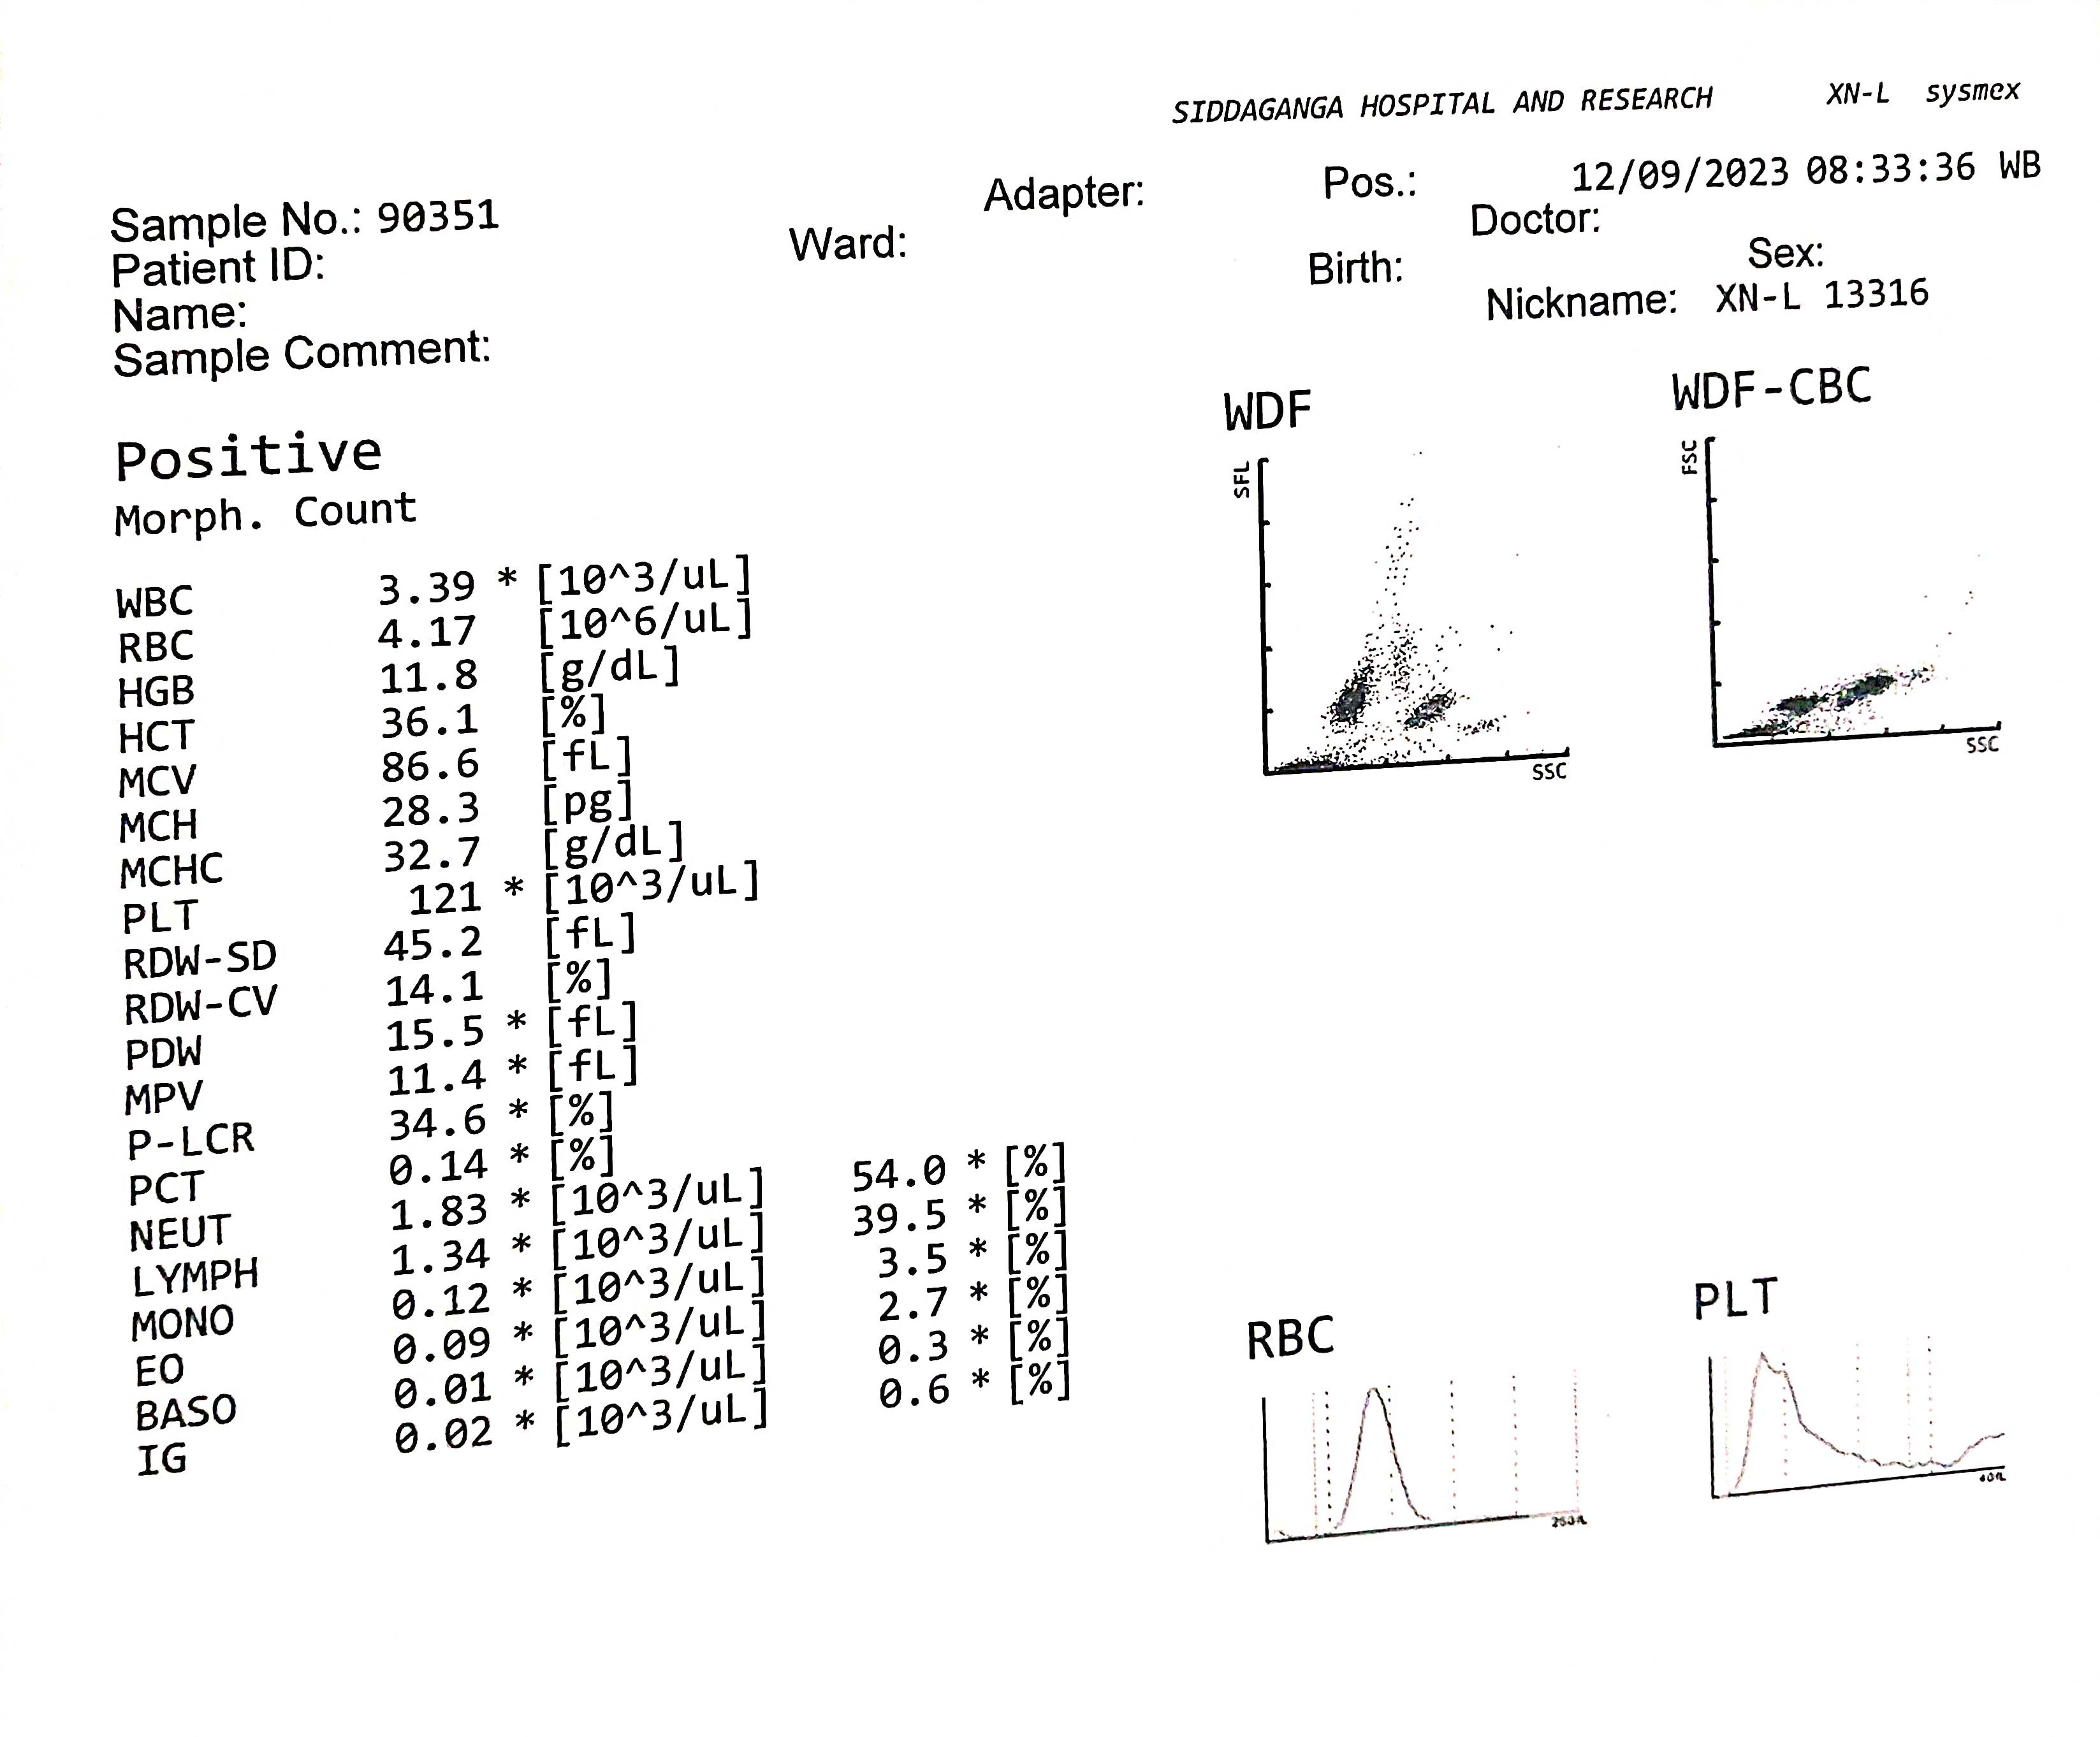 SIDDAGANGA HOSPITAL AND RESEARCH XN-L sysmex
Sample No.: 90351 Adapter: Pos.: 12/09/2023 08:33:36 WB
Patient ID: Ward: Doctor:
Name: Birth: Sex:
Sample Comment: Nickname: XN-L 13316
Positive
Morph. Count
WBC 3.39 * [10^3/uL]
RBC 4.17 [10^6/uL]
HGB 11.8 [g/dL]
HCT 36.1 [%]
MCV 86.6 [fL]
MCH 28.3 [pg]
MCHC 32.7 [g/dL]
PLT 121 * [10^3/uL]
RDW-SD 45.2 [fL]
RDW-CV 14.1 [%]
PDW 15.5 * [fL]
MPV 11.4 * [fL]
P-LCR 34.6 * [%]
PCT 0.14 * [%]
NEUT 1.83 * [10^3/uL] 54.0 * [%]
LYMPH 1.34 * [10^3/uL] 39.5 * [%]
MONO 0.12 * [10^3/uL] 3.5 * [%]
EO 0.09 * [10^3/uL] 2.7 * [%]
BASO 0.01 * [10^3/uL] 0.3 * [%]
IG 0.02 * [10^3/uL] 0.6 * [%]
WDF
SFL
SSC
WDF-CBC
FSC
SSC
RBC
250fL
PLT
40fL